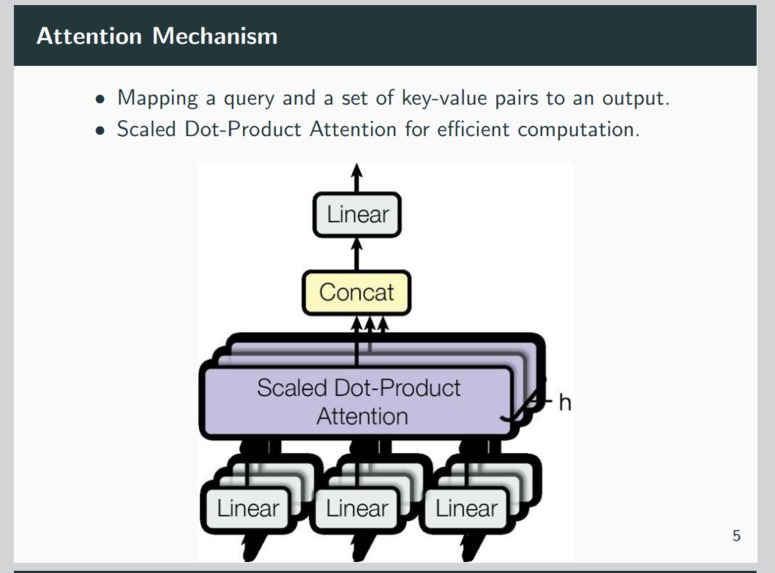 Attention Mechanism
• Mapping a query and a set of key-value pairs to an output.
• Scaled Dot-Product Attention for efficient computation.
Linear
Concat
Scaled Dot-Product
Attention
h
Linear Linear Linear
5